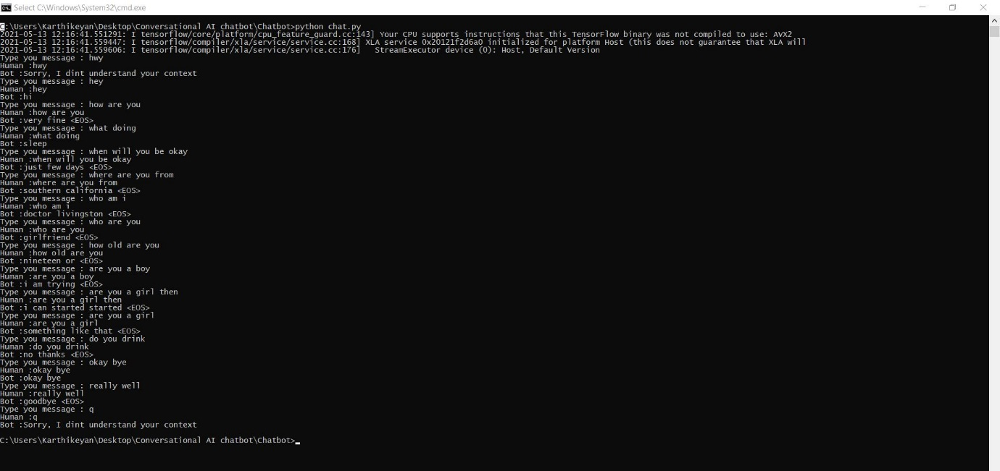 Select C:\Windows\System32\cmd.exe
C:\Users\Karthikeyan\Desktop\Conversational AI chatbot\Chatbot>python chat.py
2021-05-13 12:16:41.551291: I tensorflow/core/platform/cpu_feature_guard.cc:143] Your CPU supports instructions that this TensorFlow binary was not compiled to use: AVX2
2021-05-13 12:16:41.559447: I tensorflow/compiler/xla/service/service.cc:168] XLA service 0x20121f2d6a0 initialized for platform Host (this does not guarantee that XLA will
2021-05-13 12:16:41.559606: I tensorflow/compiler/xla/service/service.cc:176]   StreamExecutor device (0): Host, Default Version
Type you message : hwy
Human :hwy
Bot :Sorry, I dint understand your context
Type you message : hey
Human :hey
Bot :hi
Type you message : how are you
Human :how are you
Bot :very fine <EOS>
Type you message : what doing
Human :what doing
Bot :sleep
Type you message : when will you be okay
Human :when will you be okay
Bot :just few days <EOS>
Type you message : where are you from
Human :where are you from
Bot :southern california <EOS>
Type you message : who am i
Human :who am i
Bot :doctor livingston <EOS>
Type you message : who are you
Human :who are you
Bot :girlfriend <EOS>
Type you message : how old are you
Human :how old are you
Bot :nineteen or <EOS>
Type you message : are you a boy
Human :are you a boy
Bot :i am trying <EOS>
Type you message : are you a girl then
Human :are you a girl then
Bot :i can started started <EOS>
Type you message : are you a girl
Human :are you a girl
Bot :something like that <EOS>
Type you message : do you drink
Human :do you drink
Bot :no thanks <EOS>
Type you message : okay bye
Human :okay bye
Bot :okay bye
Type you message : really well
Human :really well
Bot :goodbye <EOS>
Type you message : q
Human :q
Bot :Sorry, I dint understand your context
C:\Users\Karthikeyan\Desktop\Conversational AI chatbot\Chatbot>